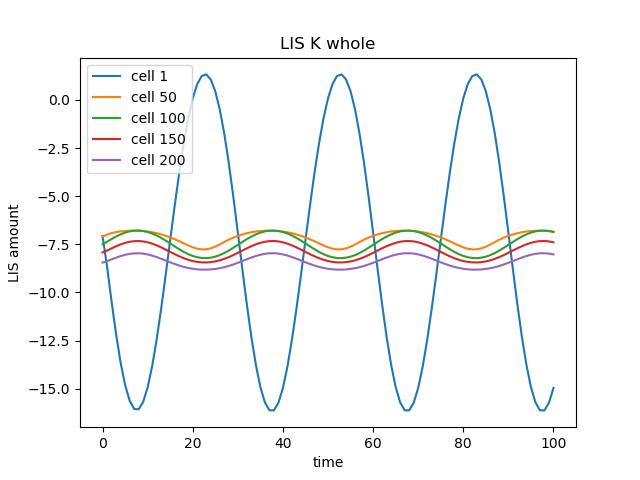 LIS K whole
cell 1
cell 50
cell 100
cell 150
cell 200
LIS amount
0.0
−2.5
−5.0
−7.5
−10.0
−12.5
−15.0
0 20 40 60 80 100
time